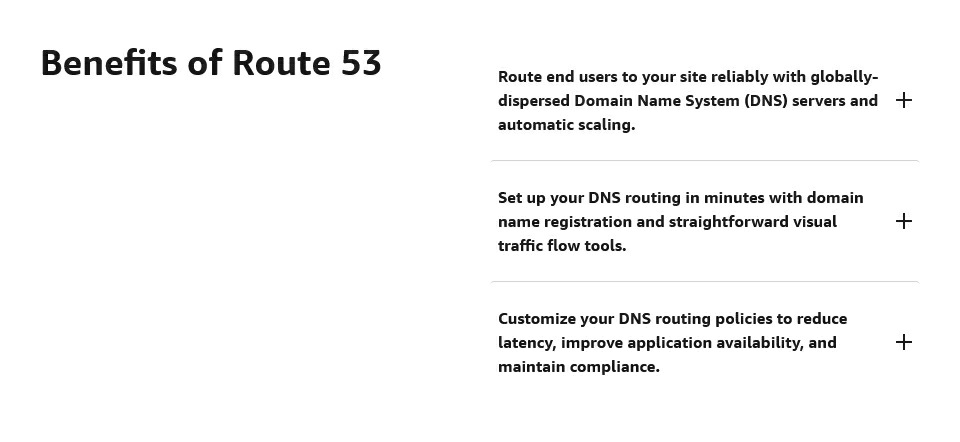 Benefits of Route 53
Route end users to your site reliably with globally-
dispersed Domain Name System (DNS) servers and
automatic scaling.
Set up your DNS routing in minutes with domain
name registration and straightforward visual
traffic flow tools.
Customize your DNS routing policies to reduce
latency, improve application availability, and
maintain compliance.